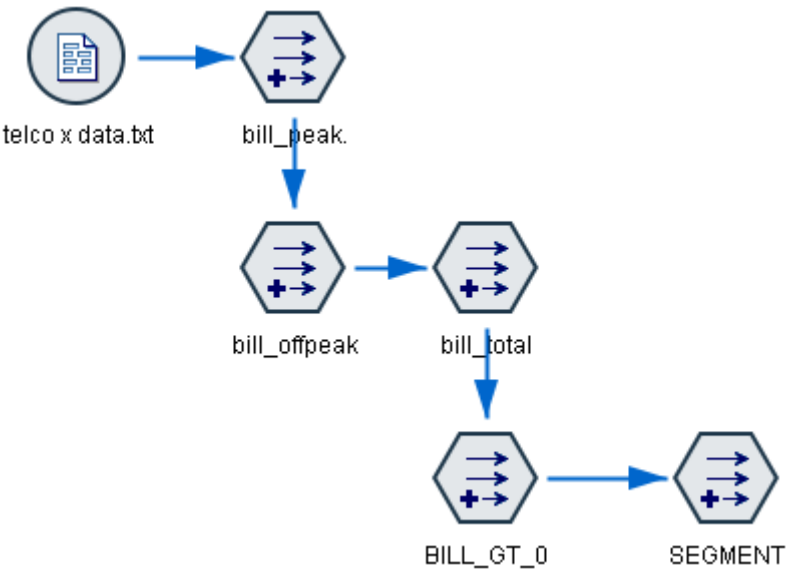 telco x data.txt
bill_peak.
bill_offpeak
bill_total
BILL_GT_0
SEGMENT